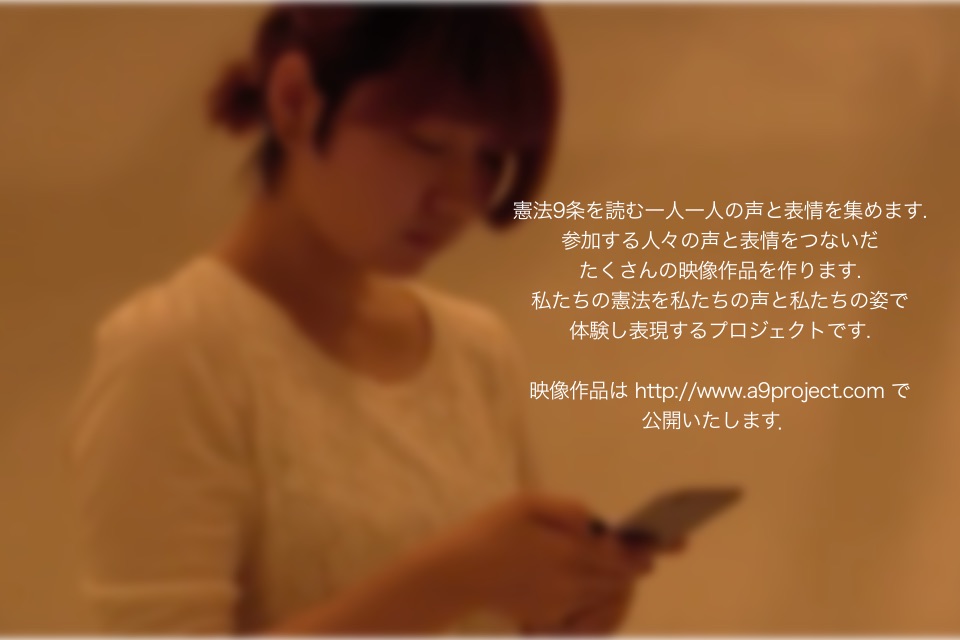 憲法9条を読む一人一人の声と表情を集めます.
参加する人々の声と表情をつないだ
たくさんの映像作品を作ります.
私たちの憲法を私たちの声と私たちの姿で
体験し表現するプロジェクトです.
映像作品は http://www.a9project.com で
公開いたします.